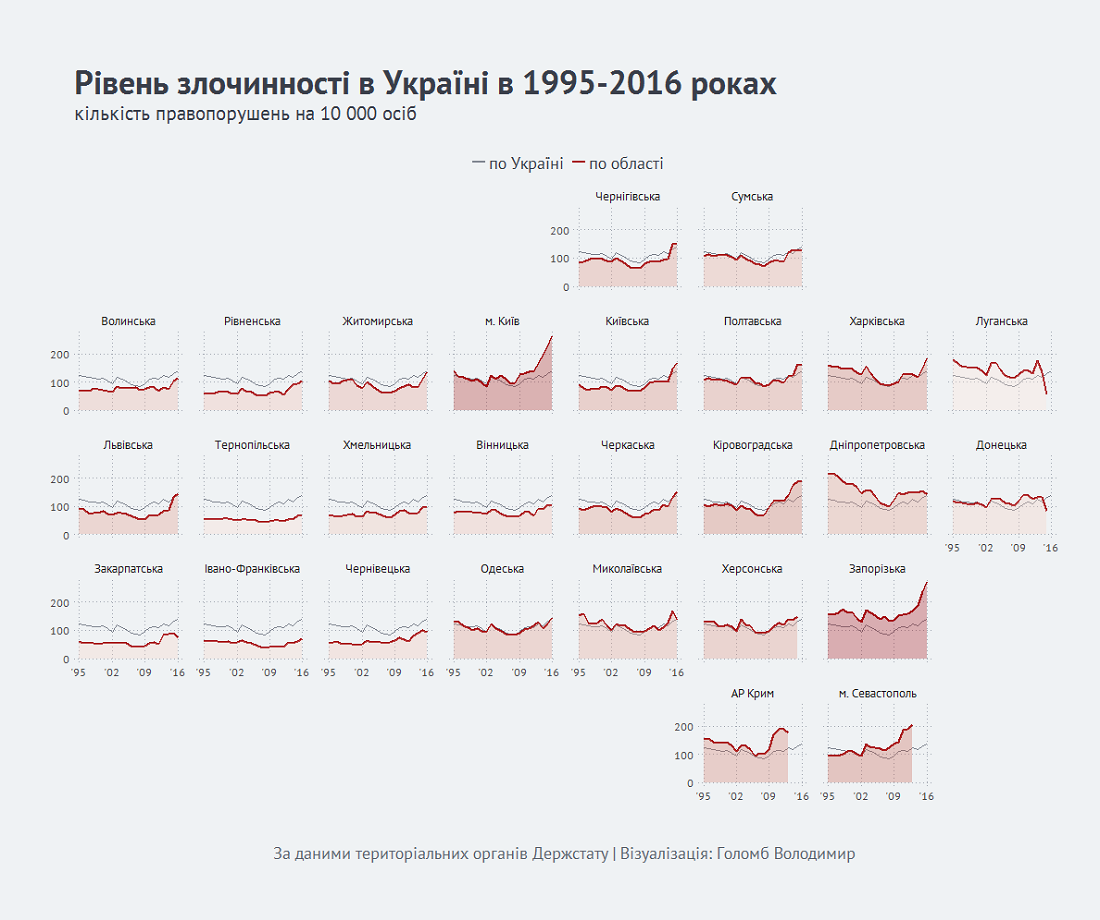 Рівень злочинності в Україні в 1995-2016 роках
кількість правопорушень на 10 000 осіб
по Україні по області
Чернігівська Сумська
200
100
0
Волинська Рівненська Житомирська м. Київ Київська Полтавська Харківська Луганська
200
100
0
Львівська Тернопільська Хмельницька Вінницька Черкаська Кіровоградська Дніпропетровська Донецька
200
100
0
'95 '02 '09 '16
Закарпатська Івано-Франківська Чернівецька Одеська Миколаївська Херсонська Запорізька
200
100
0
'95 '02 '09 '16 '95 '02 '09 '16 '95 '02 '09 '16 '95 '02 '09 '16 '95 '02 '09 '16
АР Крим м. Севастополь
200
100
0
'95 '02 '09 '16 '95 '02 '09 '16
За даними територіальних органів Держстату | Візуалізація: Голомб Володимир